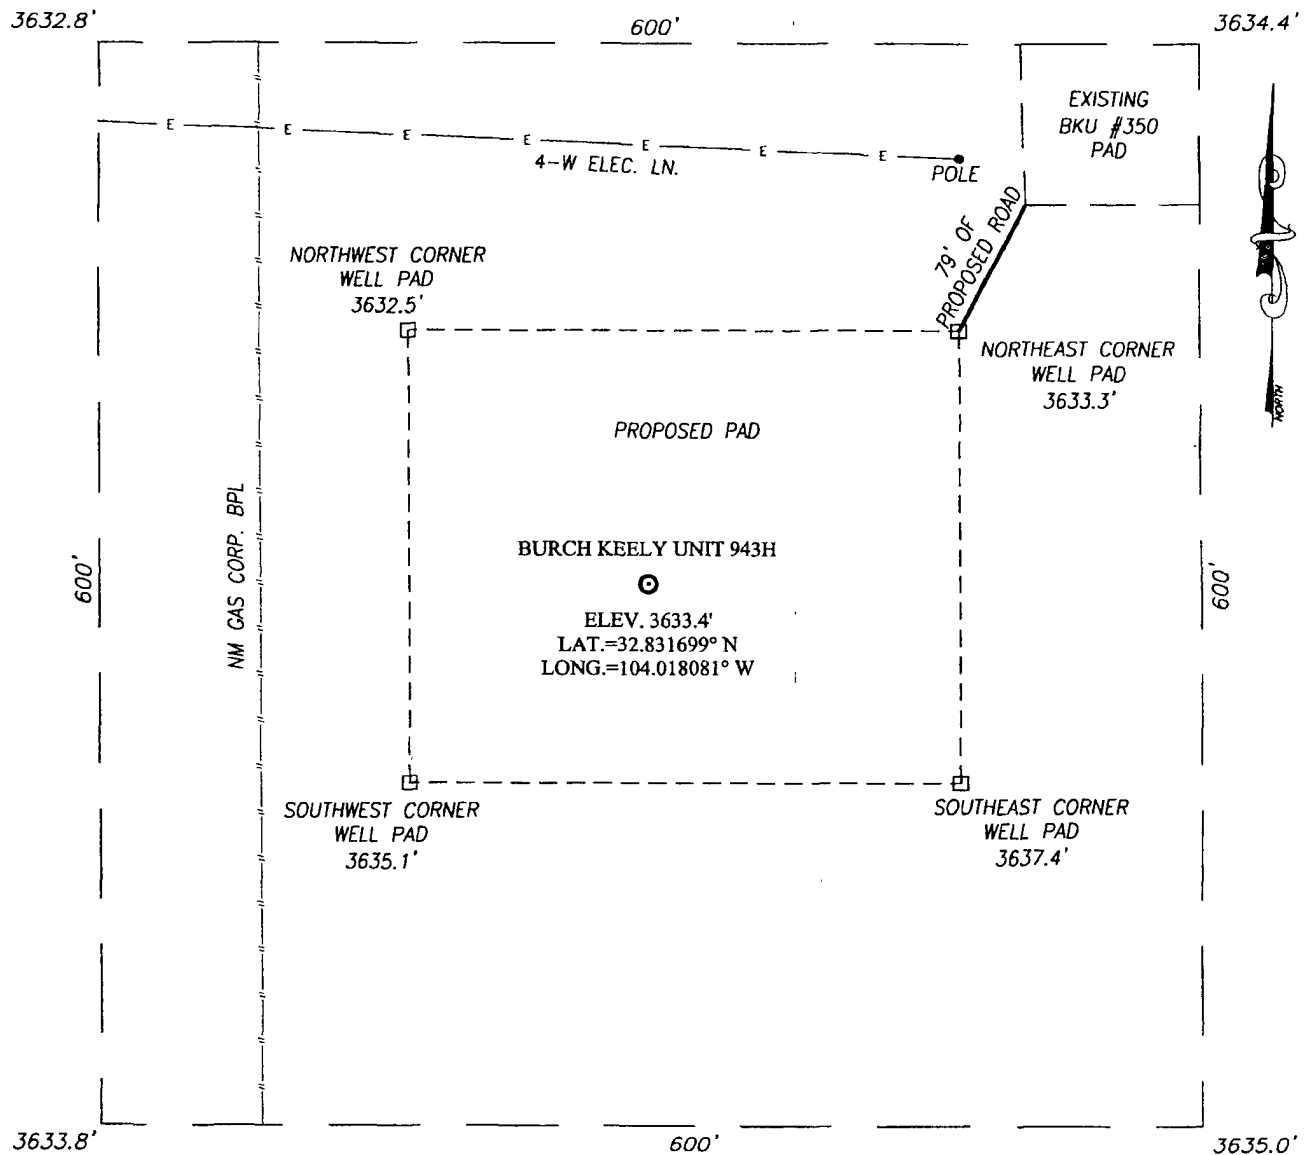 3632.8'
600'
3634.4'
EXISTING
BKU #350
PAD
E E E E E E E
4-W ELEC. LN.
POLE
79' OF
PROPOSED ROAD
NORTHWEST CORNER
WELL PAD
3632.5'
NORTHEAST CORNER
WELL PAD
3633.3'
NORTH
PROPOSED PAD
NM GAS CORP. BPL
600'
BURCH KEELY UNIT 943H
ELEV. 3633.4'
LAT.=32.831699° N
LONG.=104.018081° W
600'
SOUTHWEST CORNER
WELL PAD
3635.1'
SOUTHEAST CORNER
WELL PAD
3637.4'
3633.8'
600'
3635.0'